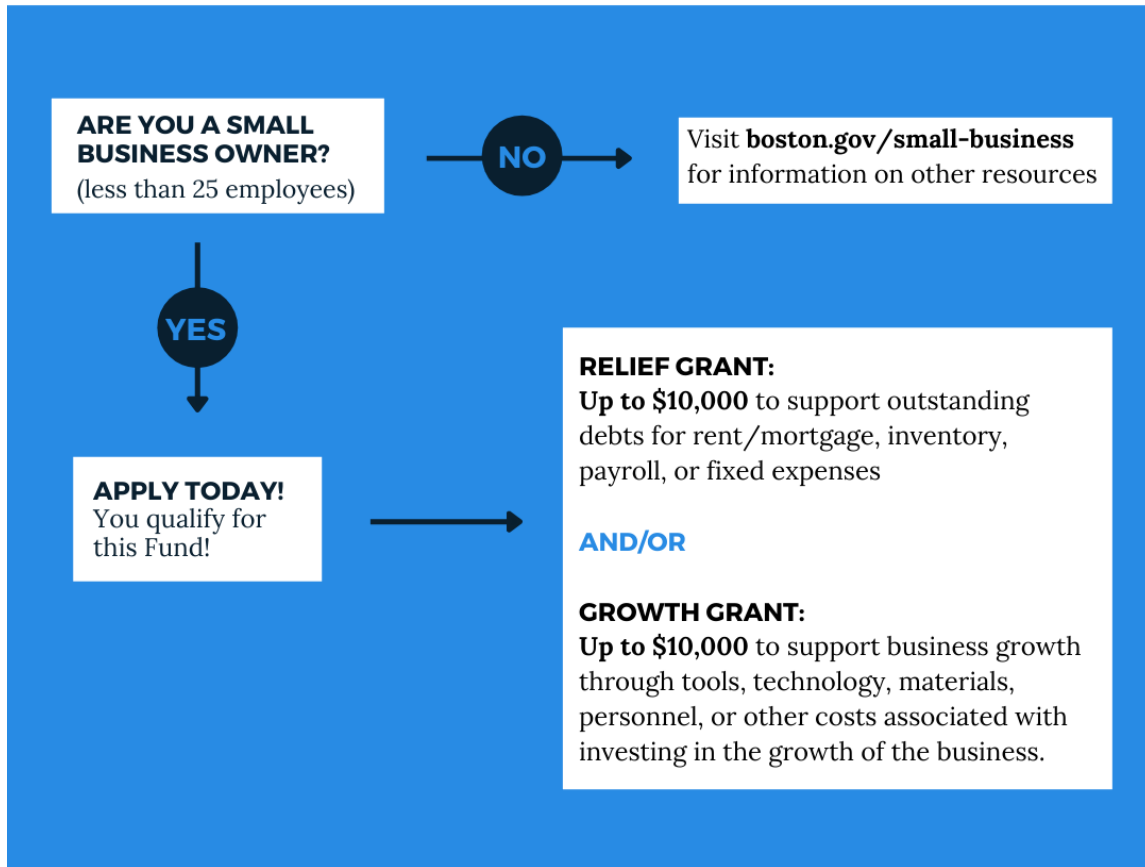 ARE YOU A SMALL
BUSINESS OWNER?
(less than 25 employees)
NO
Visit boston.gov/small-business
for information on other resources
YES
APPLY TODAY!
You qualify for
this Fund!
RELIEF GRANT:
Up to $10,000 to support outstanding
debts for rent/mortgage, inventory,
payroll, or fixed expenses
AND/OR
GROWTH GRANT:
Up to $10,000 to support business growth
through tools, technology, materials,
personnel, or other costs associated with
investing in the growth of the business.